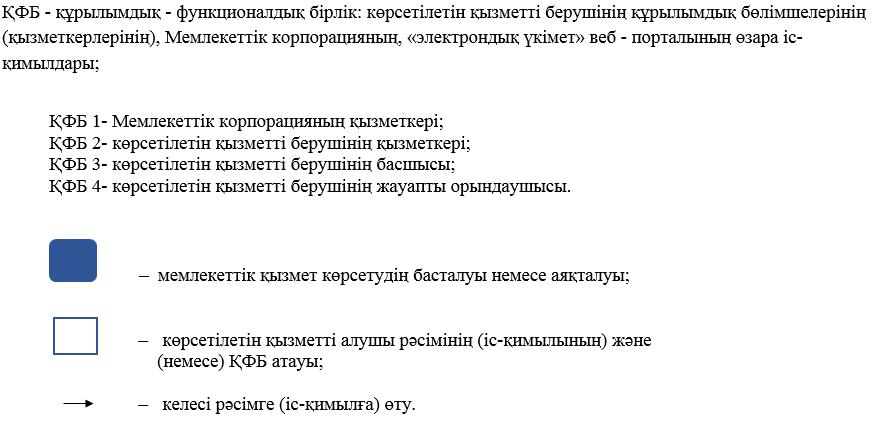 ҚФБ - құрылымдық - функционалдық бірлік: көрсетілетін қызметті берушінің құрылымдық бөлімшелерінің
(қызметкерлерінің), Мемлекеттік корпорацияның, «электрондық үкімет» веб - порталының өзара іс-
қимылдары;
ҚФБ 1- Мемлекеттік корпорацияның қызметкері;
ҚФБ 2- көрсетілетін қызметті берушінің қызметкері;
ҚФБ 3- көрсетілетін қызметті берушінің басшысы;
ҚФБ 4- көрсетілетін қызметті берушінің жауапты орындаушысы.
– мемлекеттік қызмет көрсетудің басталуы немесе аяқталуы;
– көрсетілетін қызметті алушы рәсімінің (іс-қимылының) және
(немесе) ҚФБ атауы;
– келесі рәсімге (іс-қимылға) өту.